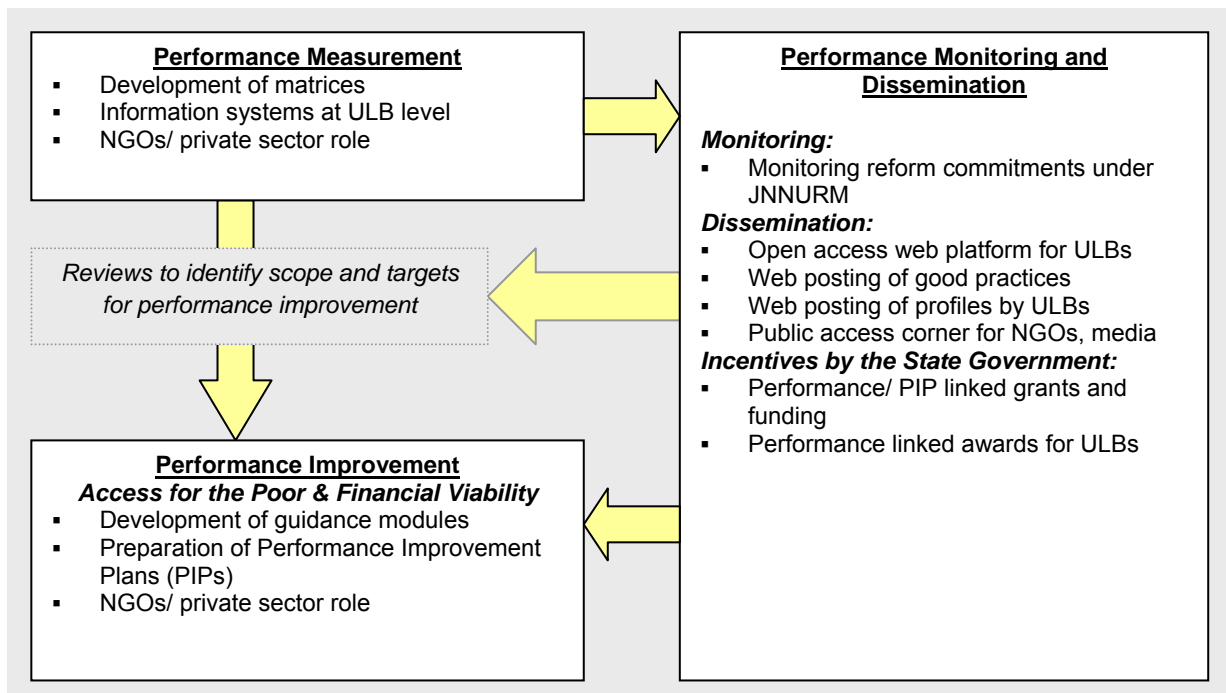 Performance Measurement
▪ Development of matrices
▪ Information systems at ULB level
▪ NGOs/ private sector role
Reviews to identify scope and targets
for performance improvement
Performance Improvement
Access for the Poor & Financial Viability
▪ Development of guidance modules
▪ Preparation of Performance Improvement
Plans (PIPs)
▪ NGOs/ private sector role
Performance Monitoring and
Dissemination
Monitoring:
▪ Monitoring reform commitments under
JNNURM
Dissemination:
▪ Open access web platform for ULBs
▪ Web posting of good practices
▪ Web posting of profiles by ULBs
▪ Public access corner for NGOs, media
Incentives by the State Government:
▪ Performance/ PIP linked grants and
funding
▪ Performance linked awards for ULBs